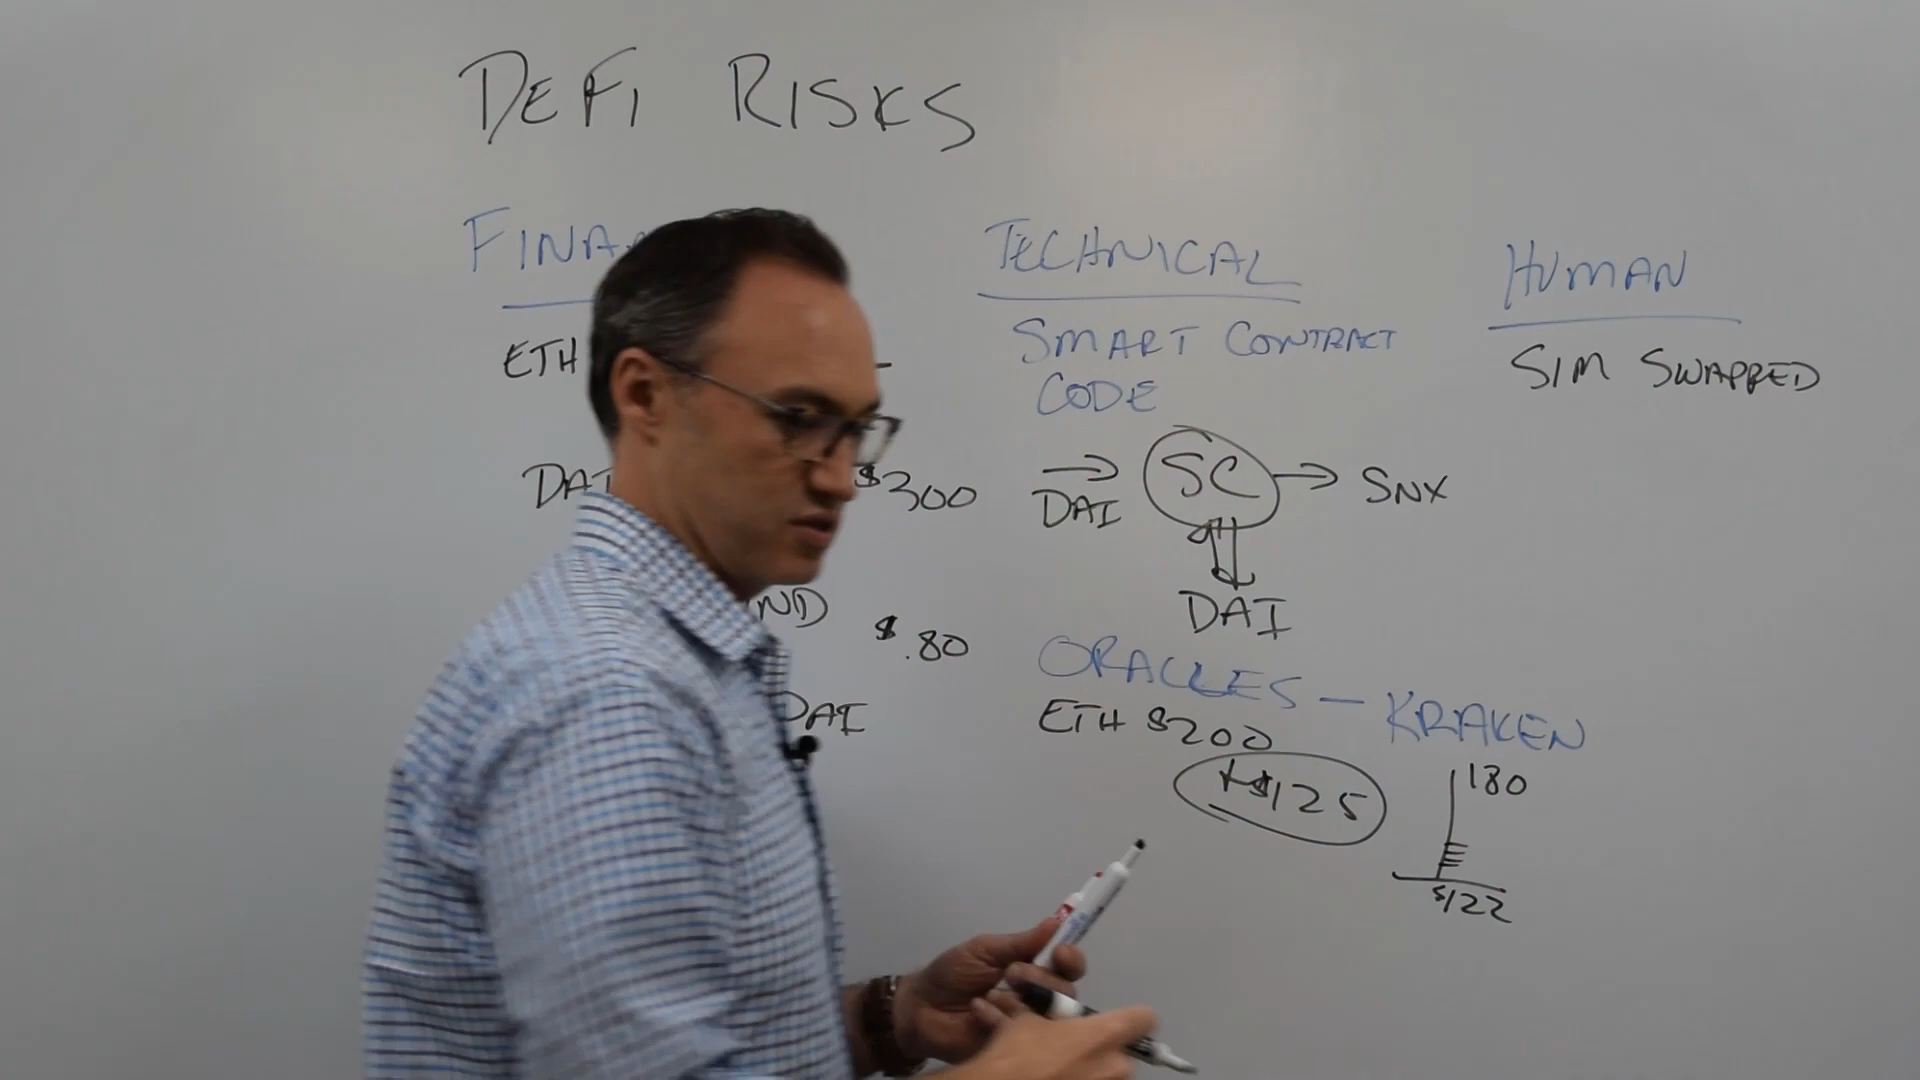 DEFI RISKS
TECHNICAL
HUMAN
ETH
$300
$.80
DAI
SMART CONTRACT
CODE
DAI
SC
SNX
DAI
ORACLES - KRAKEN
ETH $200
$125
180
$122
SIM SWAPPED